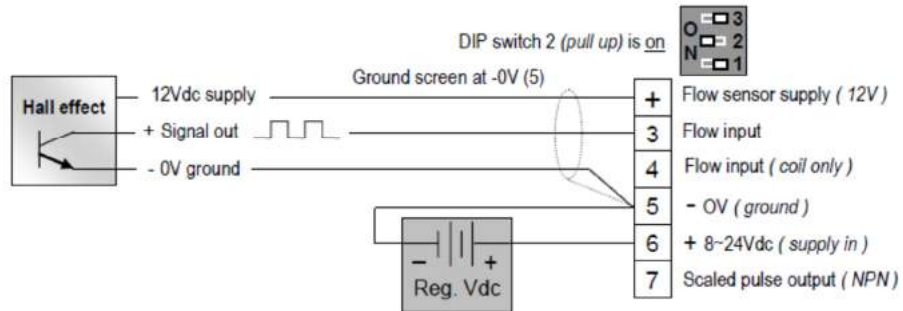 DIP switch 2 (pull up) is on
O
N
3
2
1
Ground screen at -0V (5)
Hall effect
12Vdc supply
+ Signal out
- 0V ground
+ Flow sensor supply ( 12V )
3 Flow input
4 Flow input ( coil only )
5 - OV ( ground )
6 + 8~24Vdc ( supply in )
7 Scaled pulse output ( NPN )
- +
Reg. Vdc